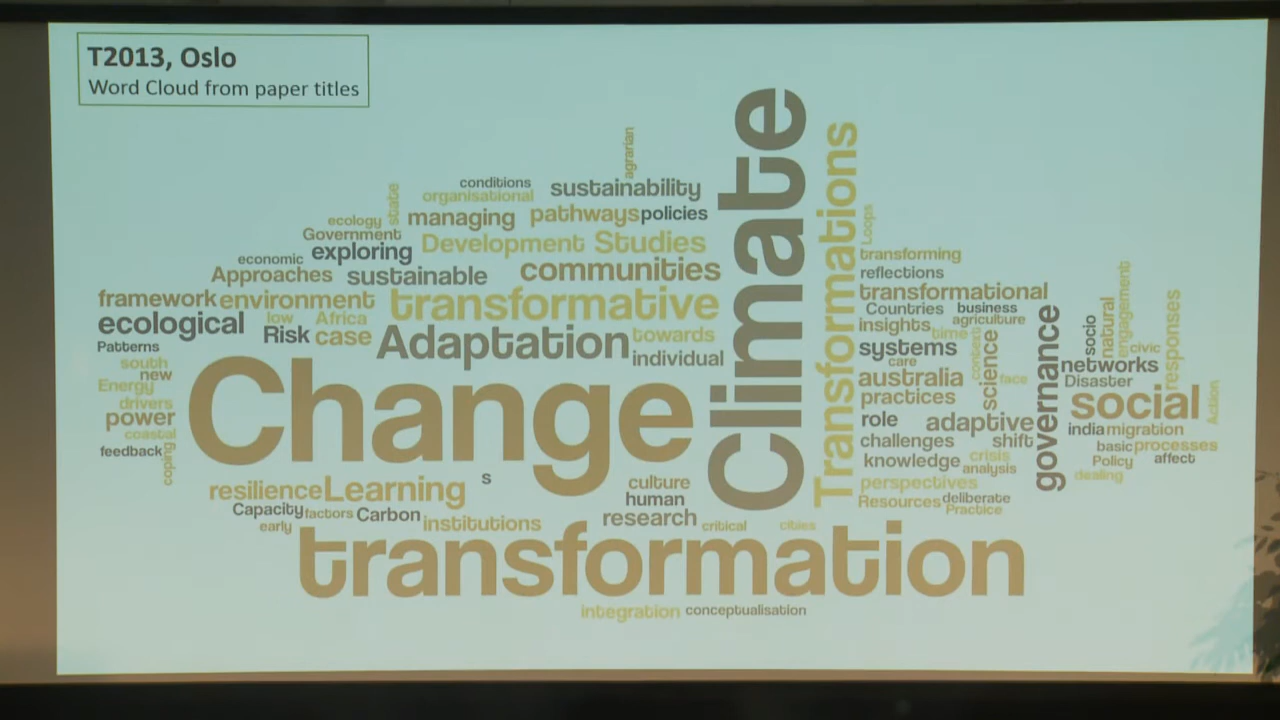 T2013, Oslo
Word Cloud from paper titles
agrarian
conditions
state
organisational
sustainability
ecology
managing
pathways
policies
Government
Development
Studies
economic
exploring
Approaches
sustainable
communities
framework
environment
transformative
ecological
low
Africa
Risk
case
Adaptation
towards
individual
Patterns
south
new
Energy
drivers
power
coastal
feedback
coping
Change
Climate
Transformations
Loops
transforming
reflections
transformational
Countries
business
agriculture
insights
time
context
science
systems
care
australia
face
practices
role
adaptive
challenges
shift
knowledge
crisis
analysis
perspectives
Resources
deliberate
Practice
governance
socio
natural
engagement
civic
responses
networks
Disaster
social
Action
india
migration
basic
processes
Policy
affect
dealing
resilience
Learning
s
culture
human
Capacity
factors
Carbon
institutions
research
critical
cities
early
transformation
integration
conceptualisation